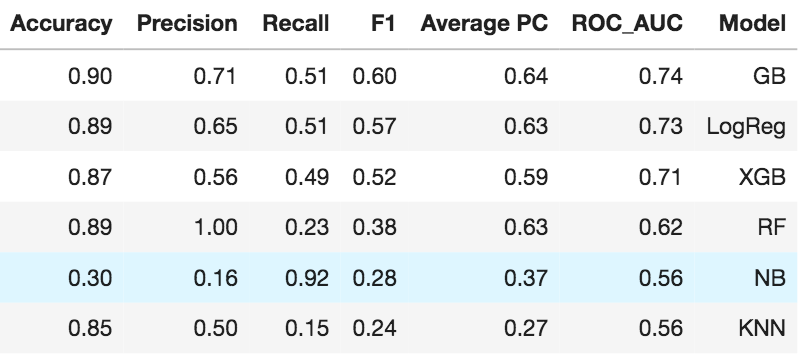 Accuracy Precision Recall F1 Average PC ROC_AUC Model
0.90 0.71 0.51 0.60 0.64 0.74 GB
0.89 0.65 0.51 0.57 0.63 0.73 LogReg
0.87 0.56 0.49 0.52 0.59 0.71 XGB
0.89 1.00 0.23 0.38 0.63 0.62 RF
0.30 0.16 0.92 0.28 0.37 0.56 NB
0.85 0.50 0.15 0.24 0.27 0.56 KNN